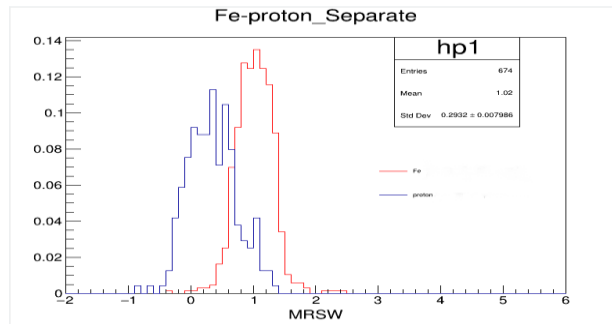 Fe-proton_Separate
0.14
0.12
0.1
0.08
0.06
0.04
0.02
0
hp1
Entries 674
Mean 1.02
Std Dev 0.2932 ± 0.007986
Fe
proton
−2 −1 0 1 2 3 4 5 6
MRSW